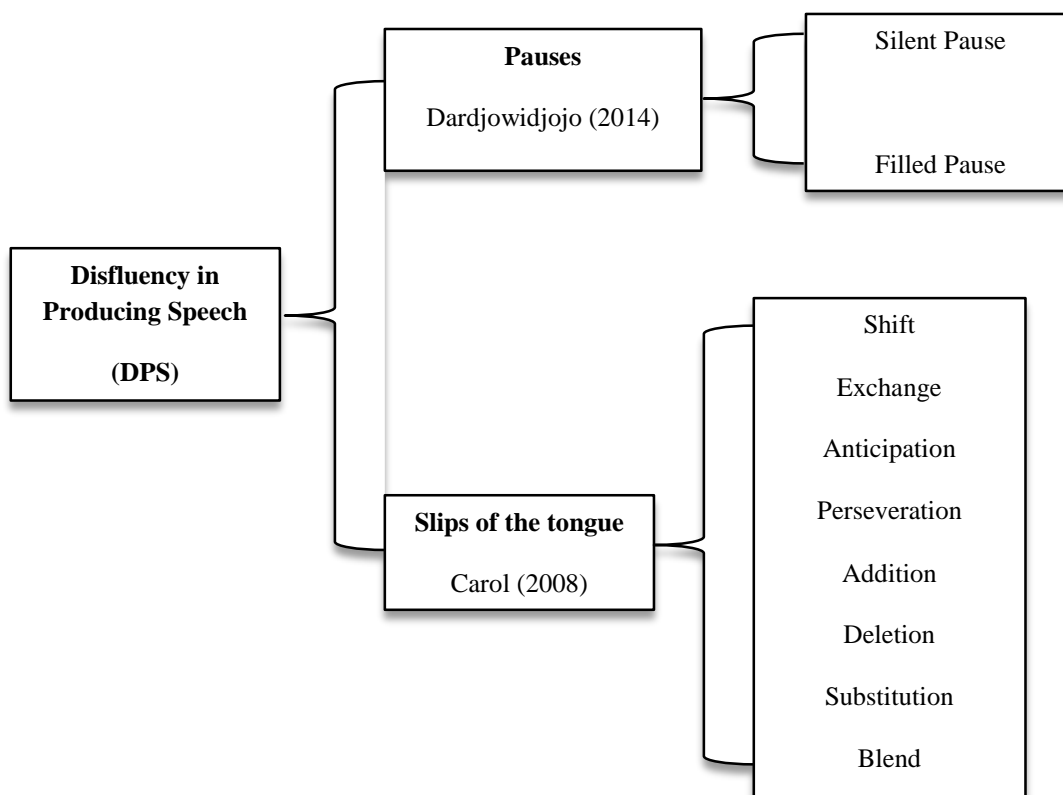 Disfluency in
Producing Speech
(DPS)
Pauses
Dardjowidjojo (2014)
Silent Pause
Filled Pause
Slips of the tongue
Carol (2008)
Shift
Exchange
Anticipation
Perseveration
Addition
Deletion
Substitution
Blend